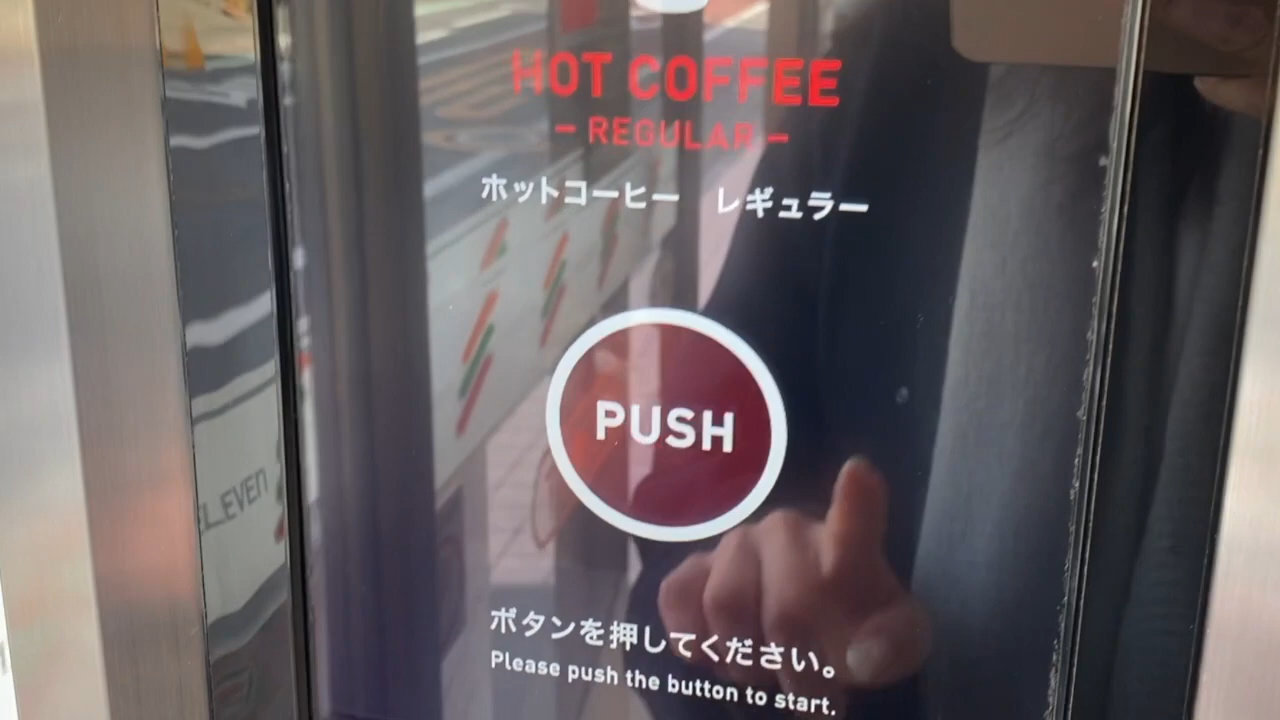 HOT COFFEE
– REGULAR –
ホットコーヒー レギュラー
PUSH
ELEVEn
ボタンを押してください。
Please push the button to start.